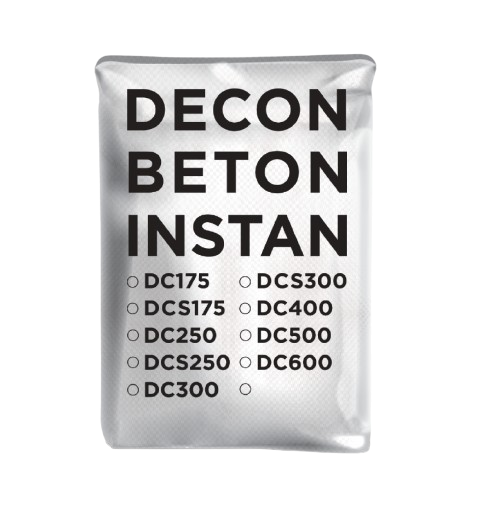 DECON
BETON
INSTAN
DC175
DCS175
DC250
DCS250
DC300
DCS300
DC400
DC500
DC600